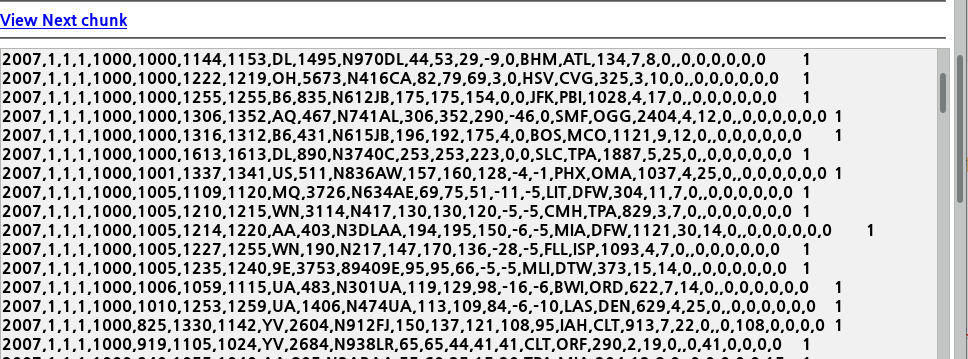 View Next chunk
2007,1,1,1,1000,1000,1144,1153,DL,1495,N970DL,44,53,29,-9,0,BHM,ATL,134,7,8,0,,0,0,0,0,0,0 1
2007,1,1,1,1000,1000,1222,1219,OH,5673,N416CA,82,79,69,3,0,HSV,CVG,325,3,10,0,,0,0,0,0,0,0 1
2007,1,1,1,1000,1000,1255,1255,B6,835,N612JB,175,175,154,0,0,JFK,PBI,1028,4,17,0,,0,0,0,0,0,0 1
2007,1,1,1,1000,1000,1306,1352,AQ,467,N741AL,306,352,290,-46,0,SMF,OGG,2404,4,12,0,,0,0,0,0,0,0 1
2007,1,1,1,1000,1000,1316,1312,B6,431,N615JB,196,192,175,4,0,BOS,MCO,1121,9,12,0,,0,0,0,0,0,0 1
2007,1,1,1,1000,1000,1613,1613,DL,890,N3740C,253,253,223,0,0,SLC,TPA,1887,5,25,0,,0,0,0,0,0,0 1
2007,1,1,1,1000,1001,1337,1341,US,511,N836AW,157,160,128,-4,-1,PHX,OMA,1037,4,25,0,,0,0,0,0,0,0 1
2007,1,1,1,1000,1005,1109,1120,MQ,3726,N634AE,69,75,51,-11,-5,LIT,DFW,304,11,7,0,,0,0,0,0,0,0 1
2007,1,1,1,1000,1005,1210,1215,WN,3114,N417,130,130,120,-5,-5,CMH,TPA,829,3,7,0,,0,0,0,0,0,0 1
2007,1,1,1,1000,1005,1214,1220,AA,403,N3DLAA,194,195,150,-6,-5,MIA,DFW,1121,30,14,0,,0,0,0,0,0,0 1
2007,1,1,1,1000,1005,1227,1255,WN,190,N217,147,170,136,-28,-5,FLL,ISP,1093,4,7,0,,0,0,0,0,0,0 1
2007,1,1,1,1000,1005,1235,1240,9E,3753,89409E,95,95,66,-5,-5,MLI,DTW,373,15,14,0,,0,0,0,0,0,0 1
2007,1,1,1,1000,1006,1059,1115,UA,483,N301UA,119,129,98,-16,-6,BWI,ORD,622,7,14,0,,0,0,0,0,0,0 1
2007,1,1,1,1000,1010,1253,1259,UA,1406,N474UA,113,109,84,-6,-10,LAS,DEN,629,4,25,0,,0,0,0,0,0,0 1
2007,1,1,1,1000,825,1330,1142,YV,2604,N912FJ,150,137,121,108,95,IAH,CLT,913,7,22,0,,0,108,0,0,0,0 1
2007,1,1,1,1000,919,1105,1024,YV,2684,N938LR,65,65,44,41,41,CLT,ORF,290,2,19,0,,0,41,0,0,0,0 1